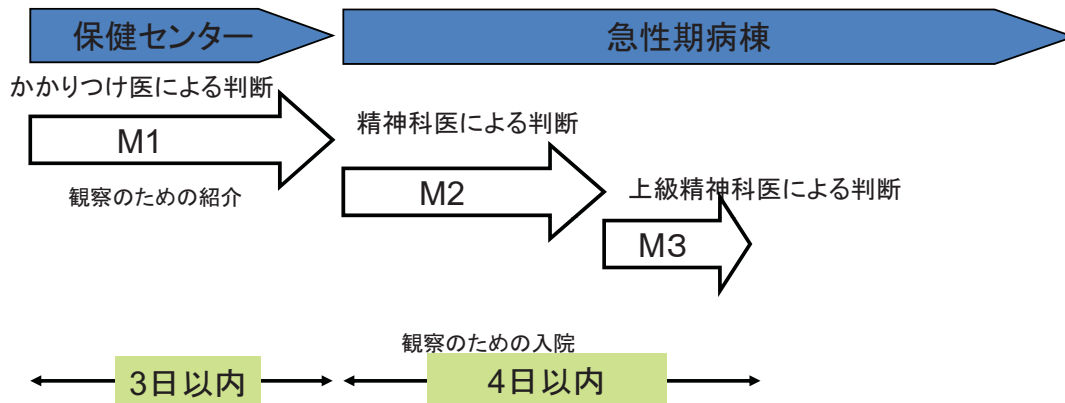 保健センター
急性期病棟
かかりつけ医による判断
M1
観察のための紹介
精神科医による判断
M2
上級精神科医による判断
M3
観察のための入院
3日以内
4日以内